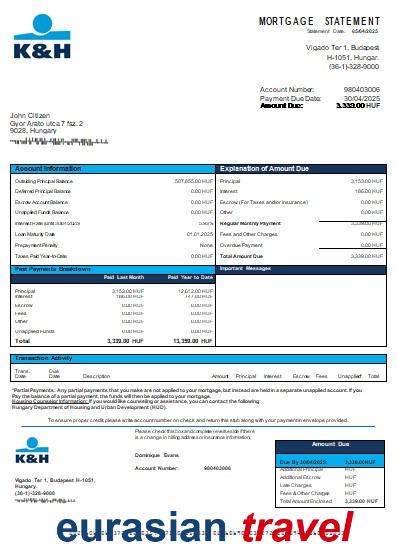 K&H
MORTGAGE STATEMENT
Statement Date: 05/04/2025
Vigado Ter 1, Budapest
H-1051, Hungar.
(36-1)-328-9000
Account Number: 980403006
Payment Due Date: 30/04/2025
Amount Due: 3,339.00 HUF
John Citizen
Gyor Arato utca 7 fsz. 2
9028, Hungary
Account Information
Outstanding Principal Balance 507,655.00 HUF
Deferred Principal Balance 0.00 HUF
Escrow Account Balance 0.00 HUF
Unapplied Funds Balance 0.00 HUF
Interest Rate (until 30/4/2025)
Loan Maturity Date 01.01.2025
Prepayment Penalty None
Taxes Paid Year-to-Date 0.00 HUF
Explanation of Amount Due
Principal 3,153.00 HUF
Interest 186.00 HUF
Escrow (For Taxes and/or Insurance) 0.00 HUF
Other 0.00 HUF
Regular Monthly Payment 3,339.00 HUF
Fees and Other Charges 0.00 HUF
Overdue Payment 0.00 HUF
Total Amount Due 3,339.00 HUF
Past Payments Breakdown
Paid Last Month Paid Year to Date
Principal 3,153.00 HUF 12,612.00 HUF
Interest 186.00 HUF 747.00 HUF
Escrow 0.00 HUF 0.00 HUF
Fees 0.00 HUF 0.00 HUF
Other 0.00 HUF 0.00 HUF
Unapplied Funds 0.00 HUF 0.00 HUF
Total 3,339.00 HUF 13,359.00 HUF
Important Messages
Transaction Activity
Trans. Date Due Date Description Amount Principal Interest Escrow Fees Unapplied* Total
*Partial Payments: Any partial payments that you make are not applied to your mortgage, but instead are held in a separate unapplied account. If you
Pay the balance of a partial payment, the funds will then be applied to your mortgage.
Housing Counselor Information: If you would like counseling or assistance, you can contact the following:
Hungary Department of Housing and Urban Development (HUD).
To ensure proper credit please write account number on check and return this stub along with your payment in envelope provided.
K&H
Please check this box and complete reverse side if there
is a change in billing address or insurance information.
Dominique Evans
Account Number: 980403006
Vigado Ter 1, Budapest H-1051,
Hungary.
(36-1)-328-9000
Amount Due
Due By 30/04/2025: 3,339.00 HUF
Additional Principal HUF
Additional Escrow HUF
Late Charges HUF
Fees & Other Charges HUF
Total Amount Enclosed 3,339.00 HUF
eurasian travel